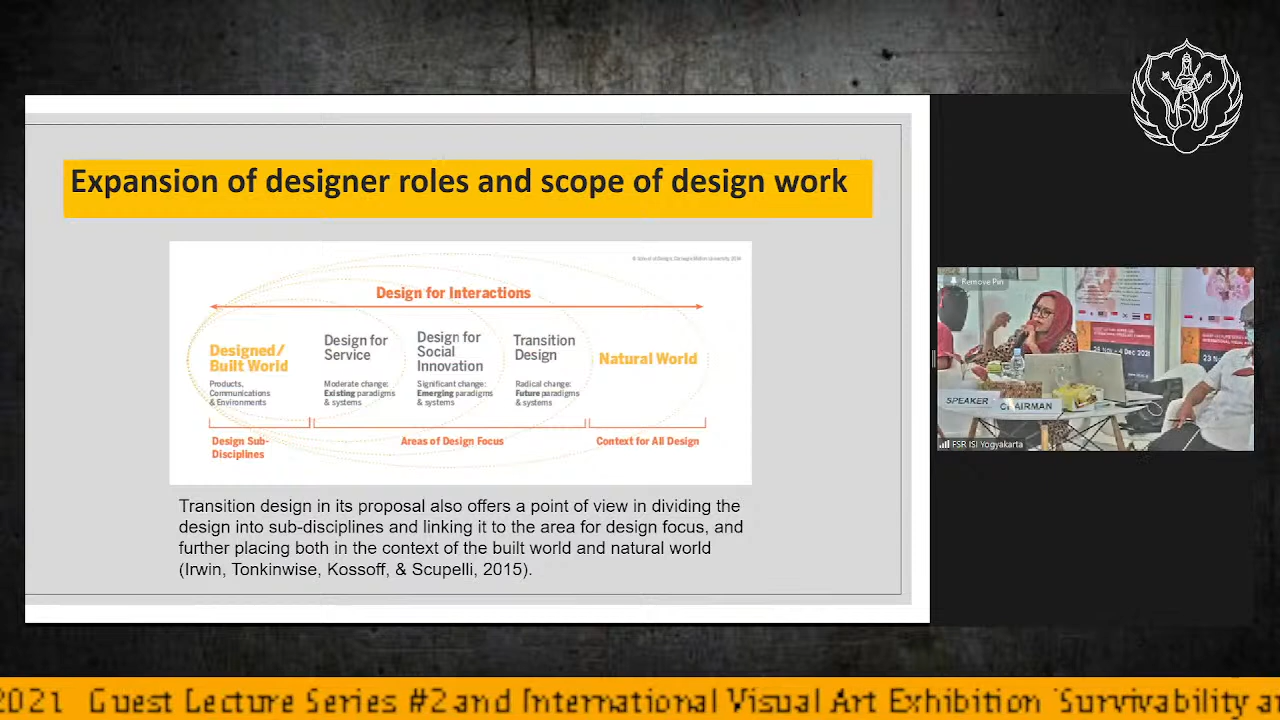 Expansion of designer roles and scope of design work
© School of Design, Carnegie Mellon University 2014
Design for Interactions
Designed/
Built World
Products,
Communications
& Environments
Design for
Service
Moderate change:
Existing paradigms
& systems
Design for
Social
Innovation
Significant change:
Emerging paradigms
& systems
Transition
Design
Radical change:
Future paradigms
& systems
Natural World
Design Sub-
Disciplines
Areas of Design Focus
Context for All Design
Transition design in its proposal also offers a point of view in dividing the
design into sub-disciplines and linking it to the area for design focus, and
further placing both in the context of the built world and natural world
(Irwin, Tonkinwise, Kossoff, & Scupelli, 2015).
Remove Pin
4 Dec 2021
23
SPEAKER
CHAIRMAN
FSR ISI Yogyakarta
2021 Guest Lecture Series #2 and International Visual Art Exhibition 'Survivability a